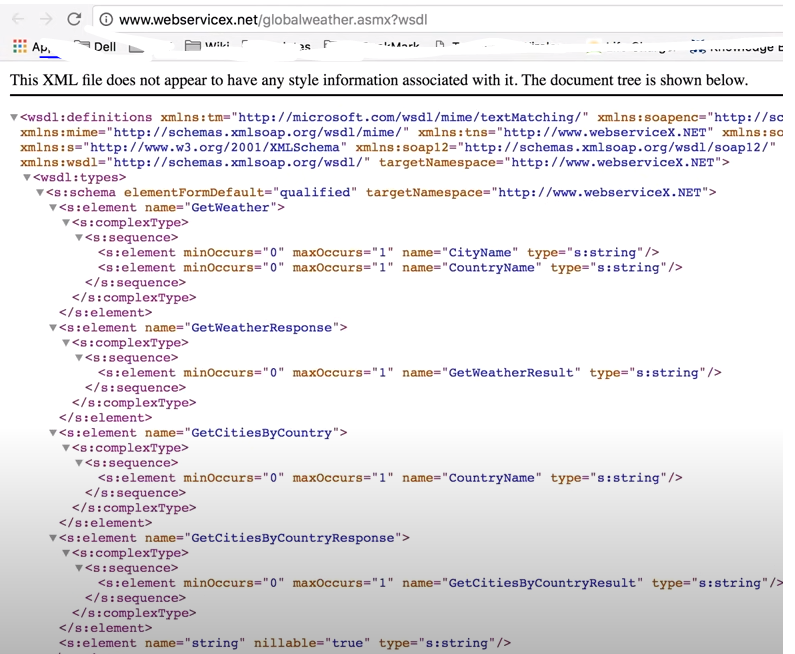 www.webservicex.net/globalweather.asmx?wsdl
Dell
This XML file does not appear to have any style information associated with it. The document tree is shown below.
<wsdl:definitions xmlns:tm="http://microsoft.com/wsdl/mime/textMatching/" xmlns:soapenc="http://sc
xmlns:mime="http://schemas.xmlsoap.org/wsdl/mime/" xmlns:tns="http://www.webserviceX.NET" xmlns:so
xmlns:s="http://www.w3.org/2001/XMLSchema" xmlns:soap12="http://schemas.xmlsoap.org/wsdl/soap12/"
xmlns:wsdl="http://schemas.xmlsoap.org/wsdl/" targetNamespace="http://www.webserviceX.NET">
▼<wsdl:types>
▼<s:schema elementFormDefault="qualified" targetNamespace="http://www.webserviceX.NET">
▼<s:element name="GetWeather">
▼<s:complexType>
▼<s:sequence>
<s:element minOccurs="0" maxOccurs="1" name="CityName" type="s:string"/>
<s:element minOccurs="0" maxOccurs="1" name="CountryName" type="s:string"/>
</s:sequence>
</s:complexType>
</s:element>
▼<s:element name="GetWeatherResponse">
▼<s:complexType>
▼<s:sequence>
<s:element minOccurs="0" maxOccurs="1" name="GetWeatherResult" type="s:string"/>
</s:sequence>
</s:complexType>
</s:element>
▼<s:element name="GetCitiesByCountry">
▼<s:complexType>
▼<s:sequence>
<s:element minOccurs="0" maxOccurs="1" name="CountryName" type="s:string"/>
</s:sequence>
</s:complexType>
</s:element>
▼<s:element name="GetCitiesByCountryResponse">
▼<s:complexType>
▼<s:sequence>
<s:element minOccurs="0" maxOccurs="1" name="GetCitiesByCountryResult" type="s:string"/>
</s:sequence>
</s:complexType>
</s:element>
<s:element name="string" nillable="true" type="s:string"/>